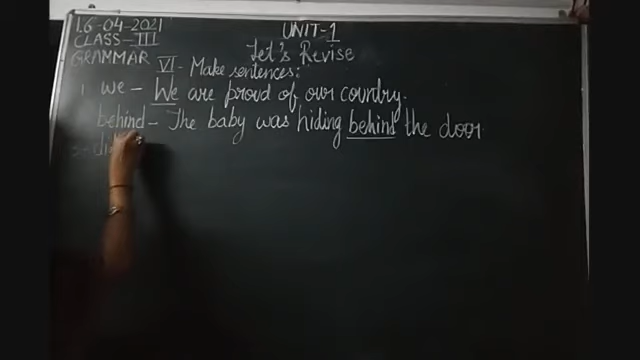 16-04-2021
UNIT-1
CLASS-III
Let's Revise
GRAMMAR
VI- Make sentences:
1 we - We are proud of our country.
behind - The baby was hiding behind the door